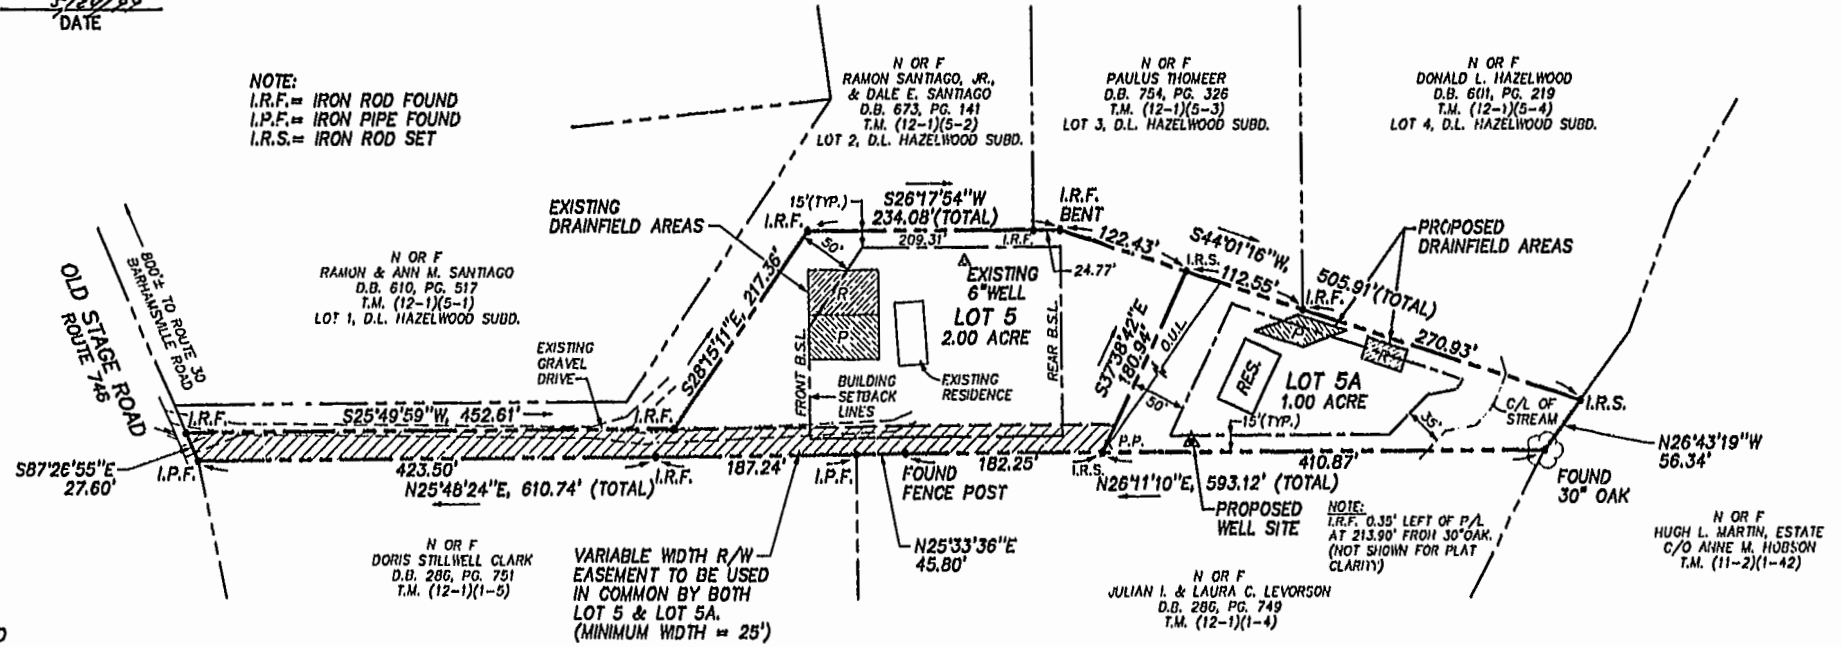 DATE
NOTE:
I.R.F.= IRON ROD FOUND
I.P.F.= IRON PIPE FOUND
I.R.S.= IRON ROD SET
N OR F
RAMON SANTIAGO, JR.,
& DALE E. SANTIAGO
D.B. 673, PG. 141
T.M. (12-1)(5-2)
LOT 2, D.L. HAZELWOOD SUBD.
N OR F
PAULUS THOMEER
D.B. 754, PG. 326
T.M. (12-1)(5-3)
LOT 3, D.L. HAZELWOOD SUBD.
N OR F
DONALD L. HAZELWOOD
D.B. 601, PG. 219
T.M. (12-1)(5-4)
LOT 4, D.L. HAZELWOOD SUBD.
EXISTING
DRAINFIELD AREAS
15'(TYP.)
I.R.F.
S26°17'54"W
234.08'(TOTAL)
209.31'
I.R.F.
I.R.F.
BENT
24.77'
122.43'
S44°01'16"W,
505.91'(TOTAL)
PROPOSED
DRAINFIELD AREAS
I.R.S.
112.55'
I.R.F.
270.93'
800'± TO ROUTE 30
BARHAMSVILLE ROAD
OLD STAGE ROAD
ROUTE 746
N OR F
RAMON & ANN M. SANTIAGO
D.B. 610, PG. 517
T.M. (12-1)(5-1)
LOT 1, D.L. HAZELWOOD SUBD.
S28°15'11"E, 217.36'
50'
R
P
EXISTING
6"WELL
LOT 5
2.00 ACRE
FRONT B.S.L.
REAR B.S.L.
BUILDING
SETBACK
LINES
EXISTING
RESIDENCE
EXISTING
GRAVEL
DRIVE
S37°38'42"E
180.94'
O.U.L.
50'
P
R
RES.
LOT 5A
1.00 ACRE
15'(TYP.)
35'
C/L OF
STREAM
I.R.S.
N26°43'19"W
56.34'
FOUND
30" OAK
I.R.F.
S25°49'59"W, 452.61'
I.R.F.
S87°26'55"E
27.60'
I.P.F.
423.50'
I.R.F.
187.24'
I.P.F.
FOUND
FENCE POST
182.25'
P.P.
I.R.S.
410.87'
N25°48'24"E, 610.74' (TOTAL)
N26°11'10"E, 593.12' (TOTAL)
PROPOSED
WELL SITE
NOTE:
I.R.F. 0.35' LEFT OF P/L
AT 213.90' FROM 30"OAK.
(NOT SHOWN FOR PLAT
CLARITY)
N25°33'36"E
45.80'
N OR F
DORIS STILLWELL CLARK
D.B. 286, PG. 751
T.M. (12-1)(1-5)
VARIABLE WIDTH R/W
EASEMENT TO BE USED
IN COMMON BY BOTH
LOT 5 & LOT 5A.
(MINIMUM WIDTH = 25')
N OR F
JULIAN I. & LAURA C. LEVORSON
D.B. 286, PG. 749
T.M. (12-1)(1-4)
N OR F
HUGH L. MARTIN, ESTATE
C/O ANNE M. HOBSON
T.M. (11-2)(1-42)